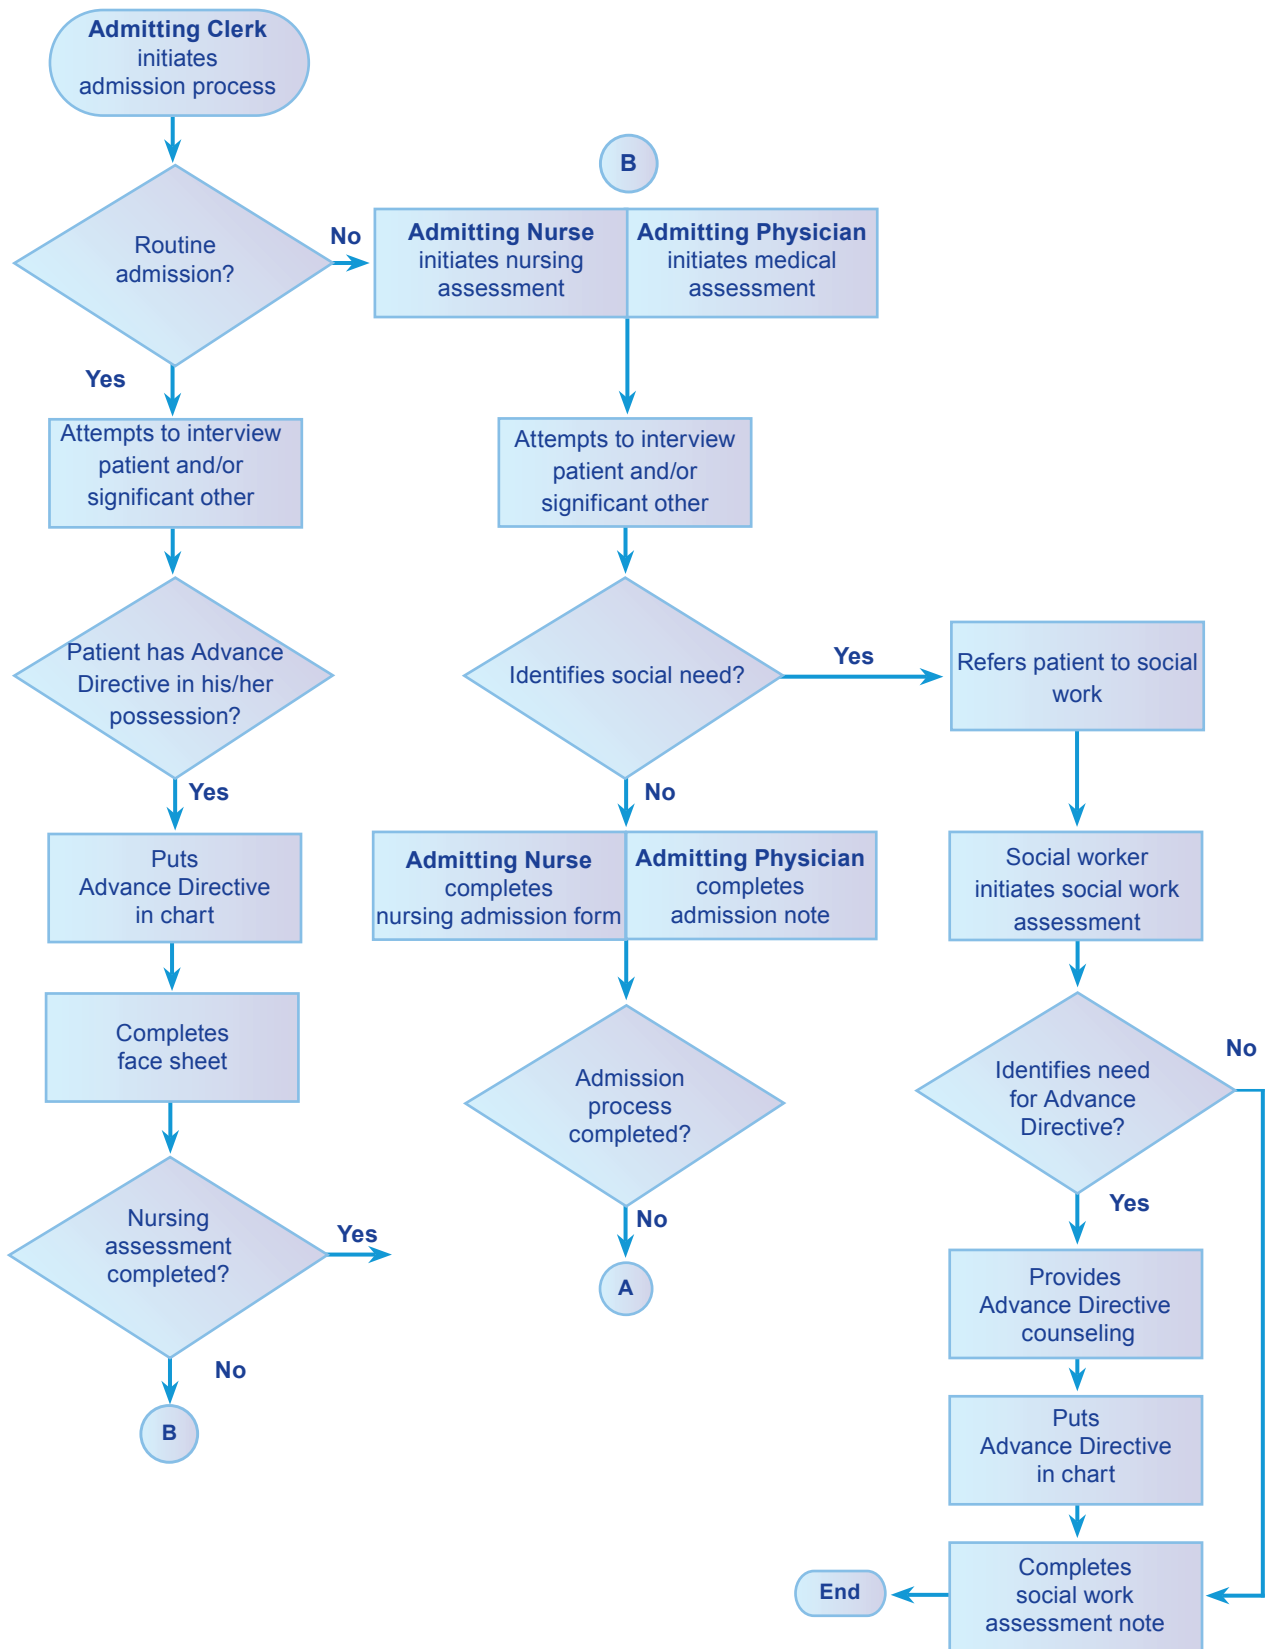 Admitting Clerk
initiates
admission process
Routine
admission?
No
Yes
Attempts to interview
patient and/or
significant other
Patient has Advance
Directive in his/her
possession?
Yes
Puts
Advance Directive
in chart
Completes
face sheet
Nursing
assessment
completed?
Yes
No
B
B
Admitting Nurse
initiates nursing
assessment
Admitting Physician
initiates medical
assessment
Attempts to interview
patient and/or
significant other
Identifies social need?
Yes
No
Admitting Nurse
completes
nursing admission form
Admitting Physician
completes
admission note
Admission
process
completed?
No
A
Refers patient to social
work
Social worker
initiates social work
assessment
Identifies need
for Advance
Directive?
No
Yes
Provides
Advance Directive
counseling
Puts
Advance Directive
in chart
Completes
social work
assessment note
End